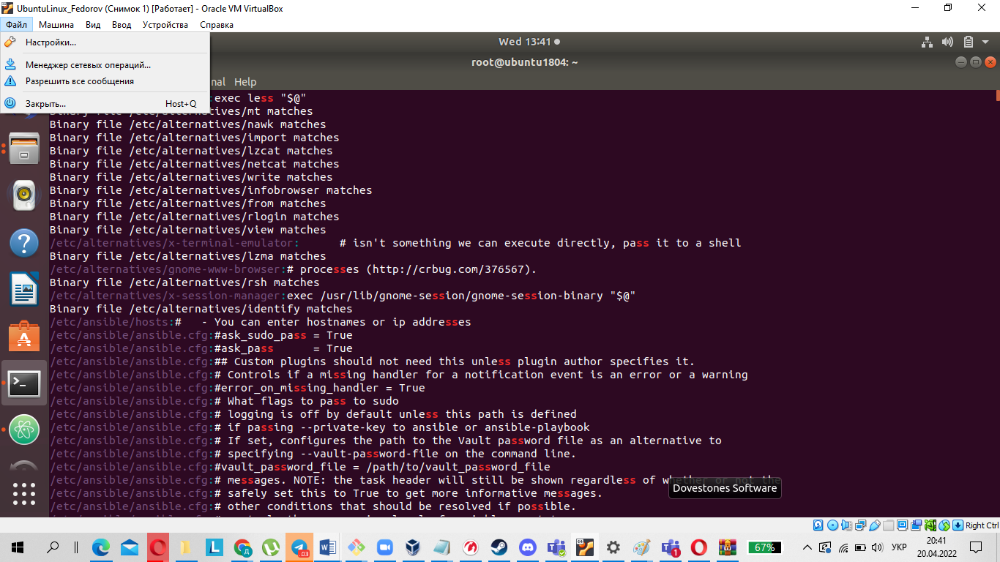 UbuntuLinux_Fedorov (Снимок 1) [Работает] - Oracle VM VirtualBox
Файл Машина Вид Ввод Устройства Справка
Настройки...
Менеджер сетевых операций...
Разрешить все сообщения
Закрыть... Host+Q
Wed 13:41
root@ubuntu1804: ~
nal Help
:exec less "$@"
Binary file /etc/alternatives/mt matches
Binary file /etc/alternatives/nawk matches
Binary file /etc/alternatives/import matches
Binary file /etc/alternatives/lzcat matches
Binary file /etc/alternatives/netcat matches
Binary file /etc/alternatives/write matches
Binary file /etc/alternatives/infobrowser matches
Binary file /etc/alternatives/from matches
Binary file /etc/alternatives/rlogin matches
Binary file /etc/alternatives/view matches
/etc/alternatives/x-terminal-emulator: # isn't something we can execute directly, pass it to a shell
Binary file /etc/alternatives/lzma matches
/etc/alternatives/gnome-www-browser:# processes (http://crbug.com/376567).
Binary file /etc/alternatives/rsh matches
/etc/alternatives/x-session-manager:exec /usr/lib/gnome-session/gnome-session-binary "$@"
Binary file /etc/alternatives/identify matches
/etc/ansible/hosts:# - You can enter hostnames or ip addresses
/etc/ansible/ansible.cfg:#ask_sudo_pass = True
/etc/ansible/ansible.cfg:#ask_pass = True
/etc/ansible/ansible.cfg:## Custom plugins should not need this unless plugin author specifies it.
/etc/ansible/ansible.cfg:# Controls if a missing handler for a notification event is an error or a warning
/etc/ansible/ansible.cfg:#error_on_missing_handler = True
/etc/ansible/ansible.cfg:# What flags to pass to sudo
/etc/ansible/ansible.cfg:# logging is off by default unless this path is defined
/etc/ansible/ansible.cfg:# if passing --private-key to ansible or ansible-playbook
/etc/ansible/ansible.cfg:# If set, configures the path to the Vault password file as an alternative to
/etc/ansible/ansible.cfg:# specifying --vault-password-file on the command line.
/etc/ansible/ansible.cfg:#vault_password_file = /path/to/vault_password_file
/etc/ansible/ansible.cfg:# messages. NOTE: the task header will still be shown regardless of whether or not the
/etc/ansible/ansible.cfg:# safely set this to True to get more informative messages.
/etc/ansible/ansible.cfg:# other conditions that should be resolved if possible.
Dovestones Software
Right Ctrl
67%
УКР
20:41
20.04.2022